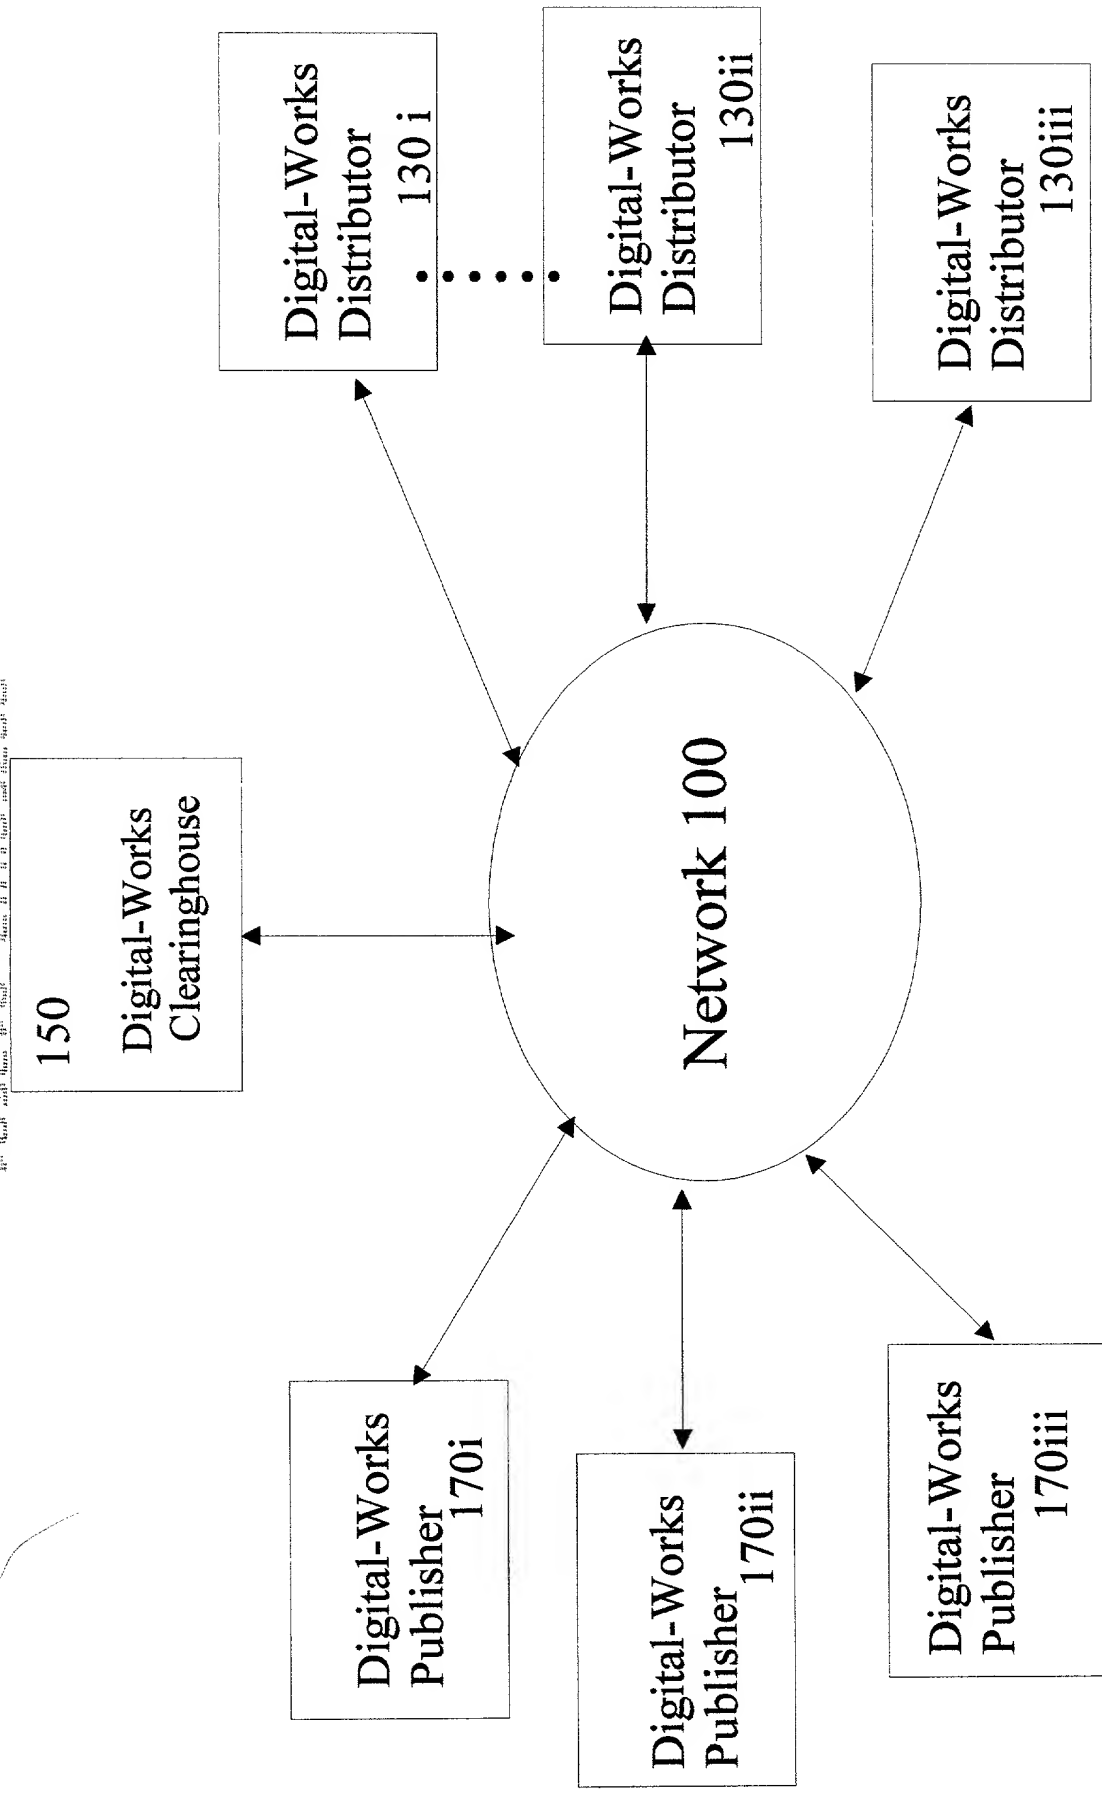 150
Digital-Works
Clearinghouse
Digital-Works
Publisher
170i
Digital-Works
Publisher
170ii
Digital-Works
Publisher
170iii
Network 100
Digital-Works
Distributor
130 i
Digital-Works
Distributor
130ii
Digital-Works
Distributor
130iii